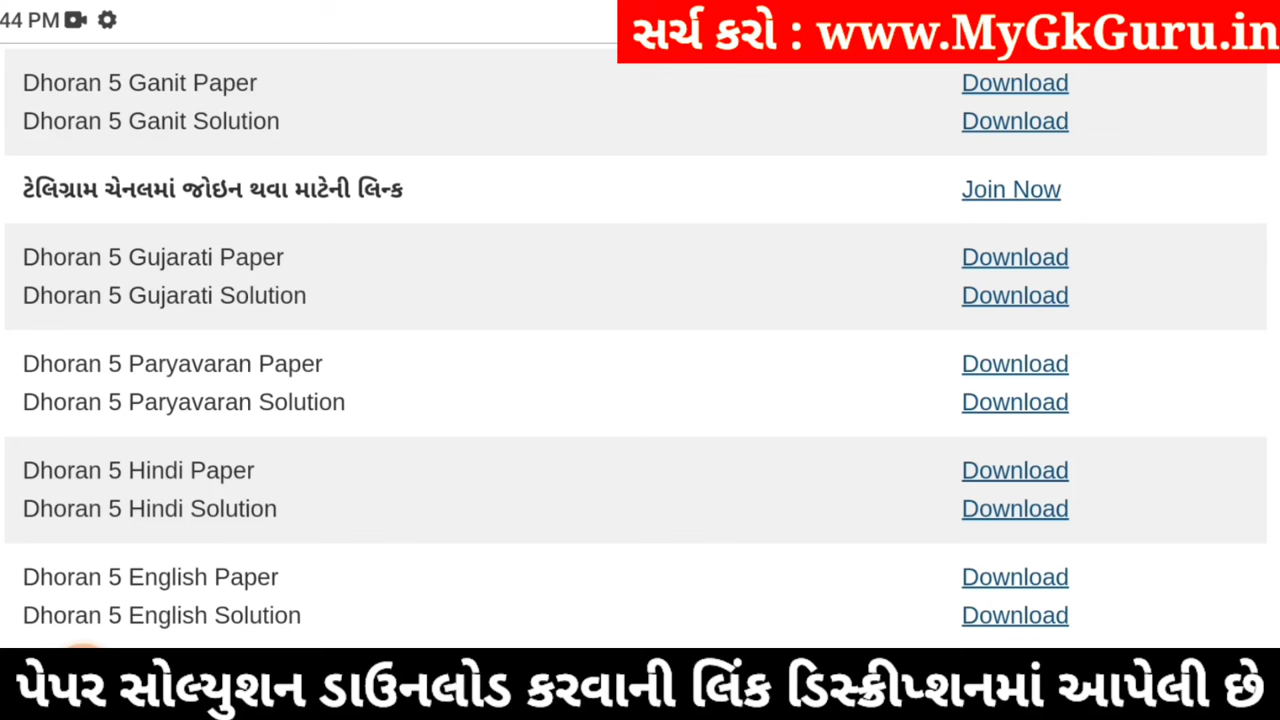 44 PM
સર્ચ કરો : www.MyGkGuru.in
Dhoran 5 Ganit Paper Download
Dhoran 5 Ganit Solution Download
ટેલિગ્રામ ચેનલમાં જોઇન થવા માટેની લિન્ક Join Now
Dhoran 5 Gujarati Paper Download
Dhoran 5 Gujarati Solution Download
Dhoran 5 Paryavaran Paper Download
Dhoran 5 Paryavaran Solution Download
Dhoran 5 Hindi Paper Download
Dhoran 5 Hindi Solution Download
Dhoran 5 English Paper Download
Dhoran 5 English Solution Download
પેપર સોલ્યુશન ડાઉનલોડ કરવાની લિંક ડિસ્ક્રીપ્શનમાં આપેલી છે